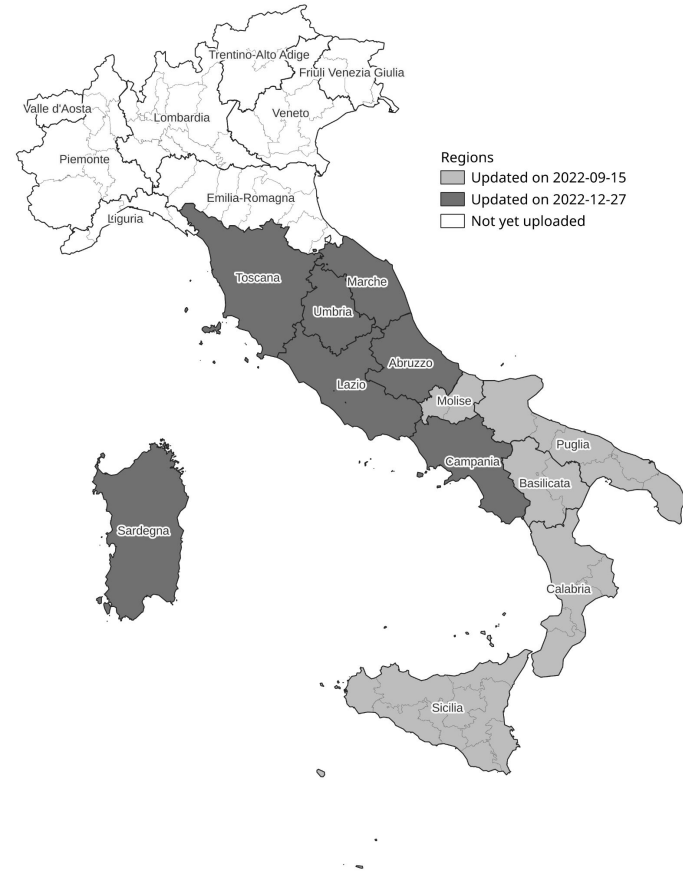 Trentino-Alto Adige
Friuli Venezia Giulia
Valle d'Aosta
Lombardia
Veneto
Piemonte
Emilia-Romagna
Liguria
Regions
Updated on 2022-09-15
Updated on 2022-12-27
Not yet uploaded
Toscana
Marche
Umbria
Abruzzo
Lazio
Molise
Puglia
Campania
Basilicata
Sardegna
Calabria
Sicilia